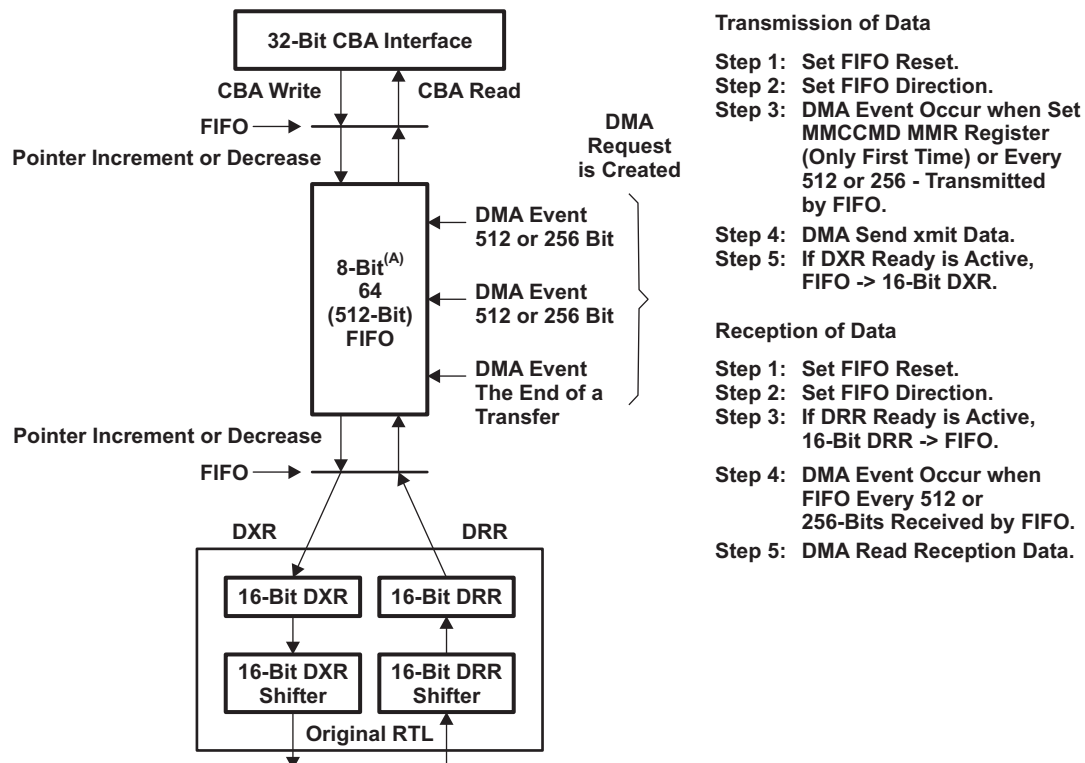 32-Bit CBA Interface
CBA Write
CBA Read
FIFO
Pointer Increment or Decrease
DMA
Request
is Created
DMA Event
512 or 256 Bit
8-Bit(A)
64
(512-Bit)
FIFO
DMA Event
512 or 256 Bit
DMA Event
The End of a
Transfer
Pointer Increment or Decrease
FIFO
DXR
DRR
16-Bit DXR
16-Bit DRR
16-Bit DXR
Shifter
16-Bit DRR
Shifter
Original RTL
Transmission of Data
Step 1: Set FIFO Reset.
Step 2: Set FIFO Direction.
Step 3: DMA Event Occur when Set
MMCCMD MMR Register
(Only First Time) or Every
512 or 256 - Transmitted
by FIFO.
Step 4: DMA Send xmit Data.
Step 5: If DXR Ready is Active,
FIFO -> 16-Bit DXR.
Reception of Data
Step 1: Set FIFO Reset.
Step 2: Set FIFO Direction.
Step 3: If DRR Ready is Active,
16-Bit DRR -> FIFO.
Step 4: DMA Event Occur when
FIFO Every 512 or
256-Bits Received by FIFO.
Step 5: DMA Read Reception Data.